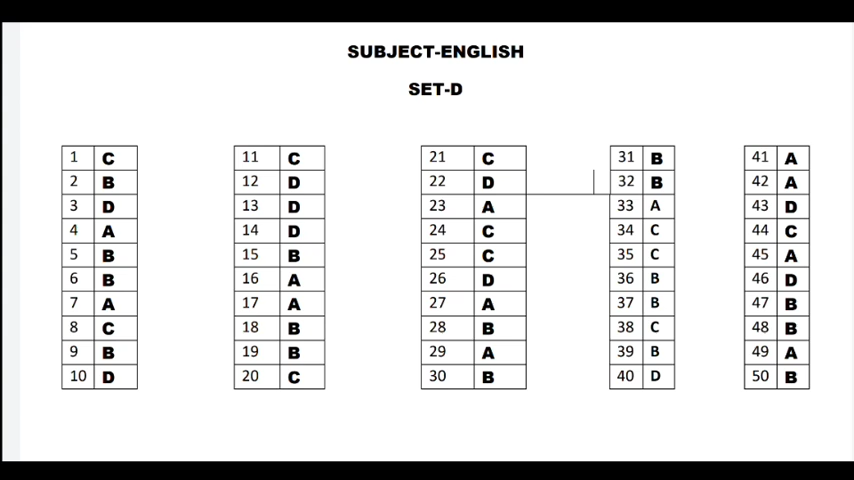 SUBJECT-ENGLISH
SET-D
1 C 11 C 21 C 31 B 41 A
2 B 12 D 22 D 32 B 42 A
3 D 13 D 23 A 33 A 43 D
4 A 14 D 24 C 34 C 44 C
5 B 15 B 25 C 35 C 45 A
6 B 16 A 26 D 36 B 46 D
7 A 17 A 27 A 37 B 47 B
8 C 18 B 28 B 38 C 48 B
9 B 19 B 29 A 39 B 49 A
10 D 20 C 30 B 40 D 50 B